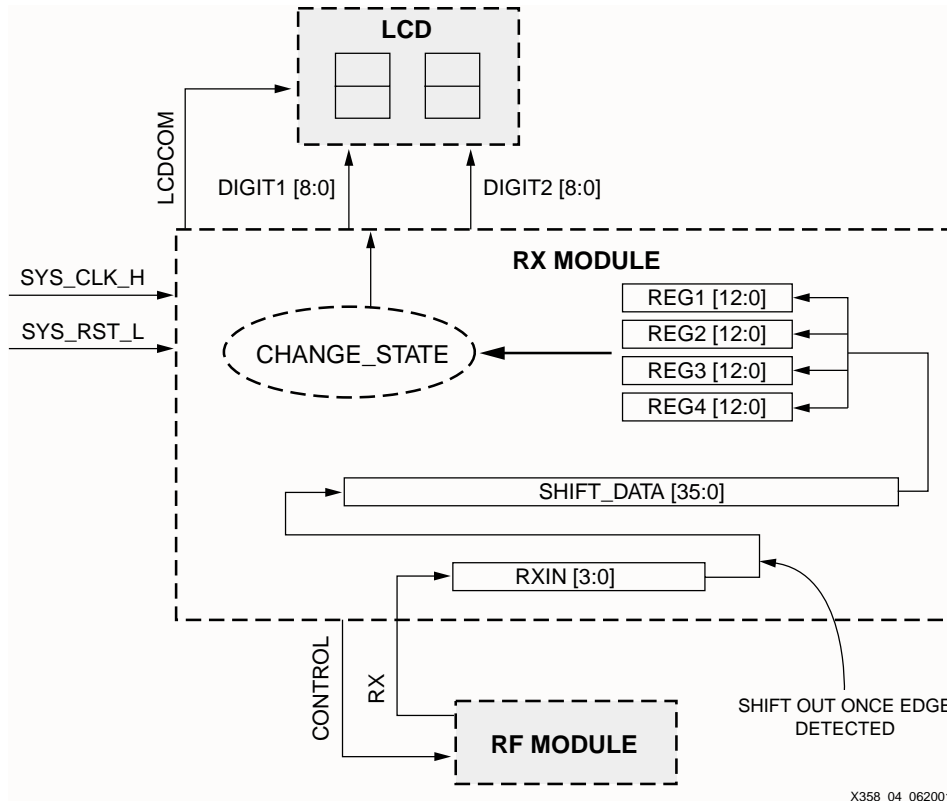 LCD
LCDCOM
DIGIT1 [8:0]
DIGIT2 [8:0]
RX MODULE
SYS_CLK_H
SYS_RST_L
CHANGE_STATE
REG1 [12:0]
REG2 [12:0]
REG3 [12:0]
REG4 [12:0]
SHIFT_DATA [35:0]
RXIN [3:0]
CONTROL
RX
SHIFT OUT ONCE EDGE
DETECTED
RF MODULE
X358_04_062001